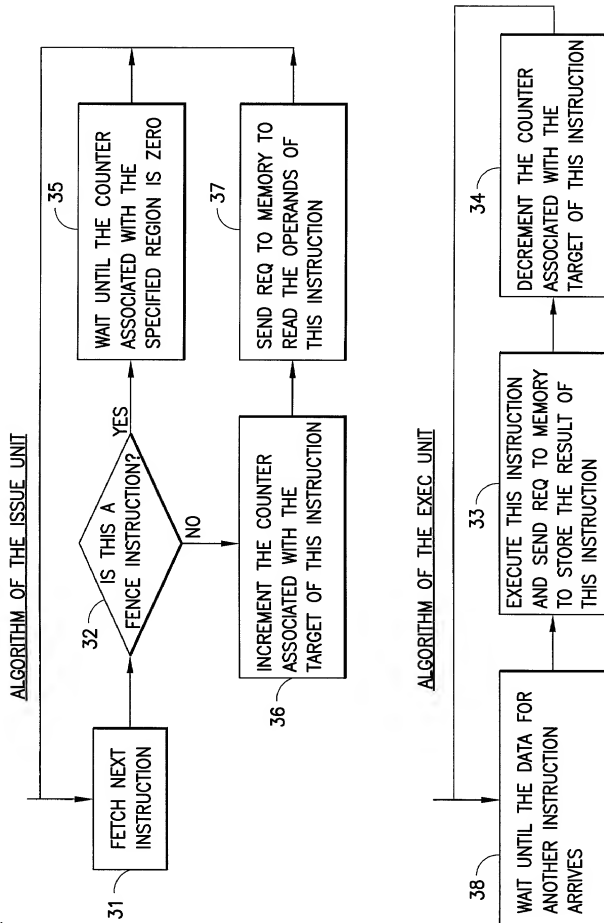 ALGORITHM OF THE ISSUE UNIT
31
FETCH NEXT
INSTRUCTION
32
IS THIS A
FENCE INSTRUCTION?
YES
NO
35
WAIT UNTIL THE COUNTER
ASSOCIATED WITH THE
SPECIFIED REGION IS ZERO
36
INCREMENT THE COUNTER
ASSOCIATED WITH THE
TARGET OF THIS INSTRUCTION
37
SEND REQ TO MEMORY TO
READ THE OPERANDS OF
THIS INSTRUCTION
ALGORITHM OF THE EXEC UNIT
38
WAIT UNTIL THE DATA FOR
ANOTHER INSTRUCTION
ARRIVES
33
EXECUTE THIS INSTRUCTION
AND SEND REQ TO MEMORY
TO STORE THE RESULT OF
THIS INSTRUCTION
34
DECREMENT THE COUNTER
ASSOCIATED WITH THE
TARGET OF THIS INSTRUCTION